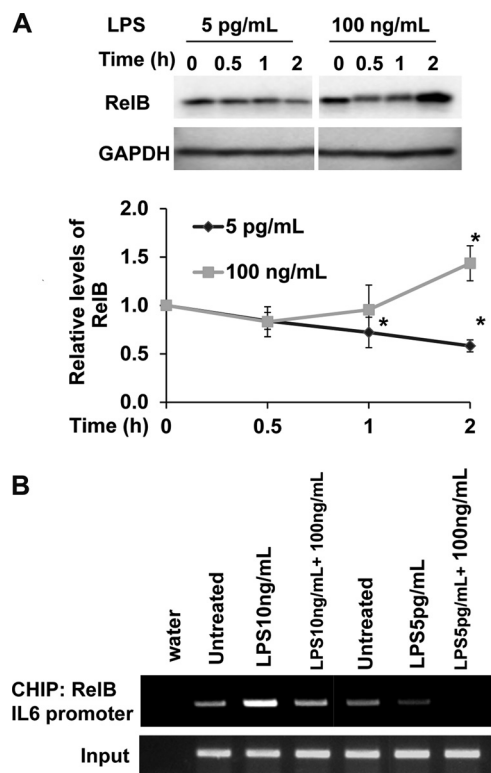 A
LPS 5 pg/mL 100 ng/mL
Time (h) 0 0.5 1 2 0 0.5 1 2
RelB
GAPDH
Relative levels of
RelB
2.0
1.5
1.0
0.5
0.0
5 pg/mL
100 ng/mL
*
*
*
Time (h) 0 0.5 1 2
B
water
Untreated
LPS10ng/mL
LPS10ng/mL+ 100ng/mL
Untreated
LPS5pg/mL
LPS5pg/mL+ 100ng/mL
CHIP: RelB
IL6 promoter
Input